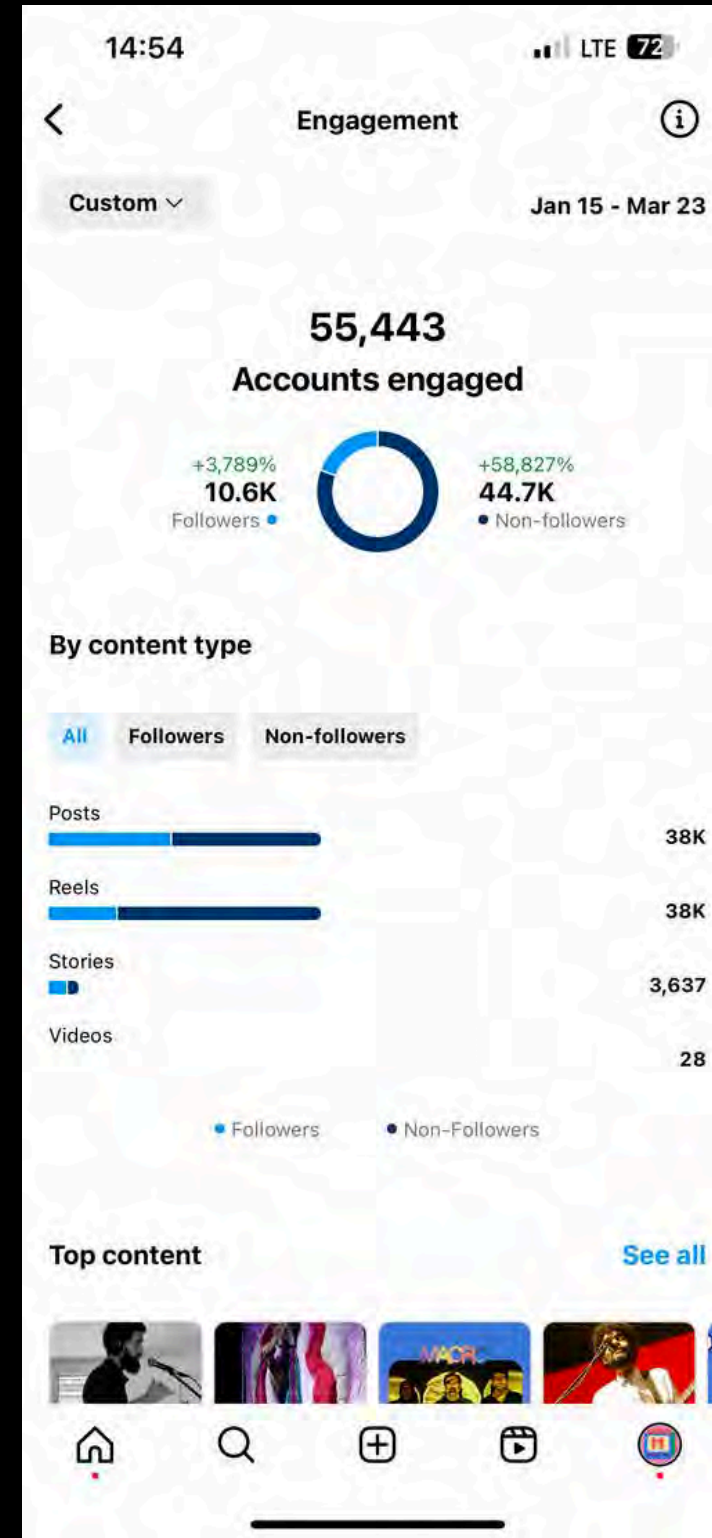 14:54 LTE 72
Engagement
Custom Jan 15 - Mar 23
55,443
Accounts engaged
+3,789%
10.6K
Followers
+58,827%
44.7K
Non-followers
By content type
All Followers Non-followers
Posts
38K
Reels
38K
Stories
3,637
Videos
28
Followers Non-Followers
Top content See all